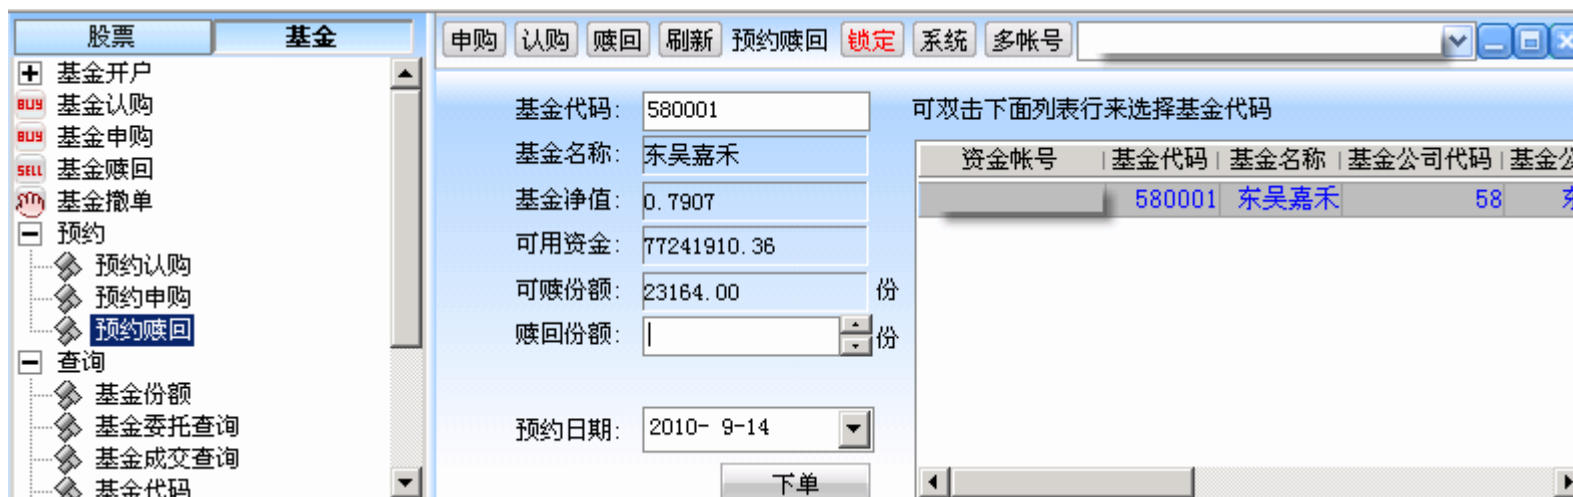 股票 基金
基金开户
BUY 基金认购
BUY 基金申购
SELL 基金赎回
基金撤单
预约
预约认购
预约申购
预约赎回
查询
基金份额
基金委托查询
基金成交查询
基金代码
申购 认购 赎回 刷新 预约赎回 锁定 系统 多帐号
基金代码: 580001
基金名称: 东吴嘉禾
基金净值: 0.7907
可用资金: 77241910.36
可赎份额: 23164.00 份
赎回份额: 份
预约日期: 2010- 9-14
下单
可双击下面列表行来选择基金代码
资金帐号 基金代码 基金名称 基金公司代码 基金公
580001 东吴嘉禾 58